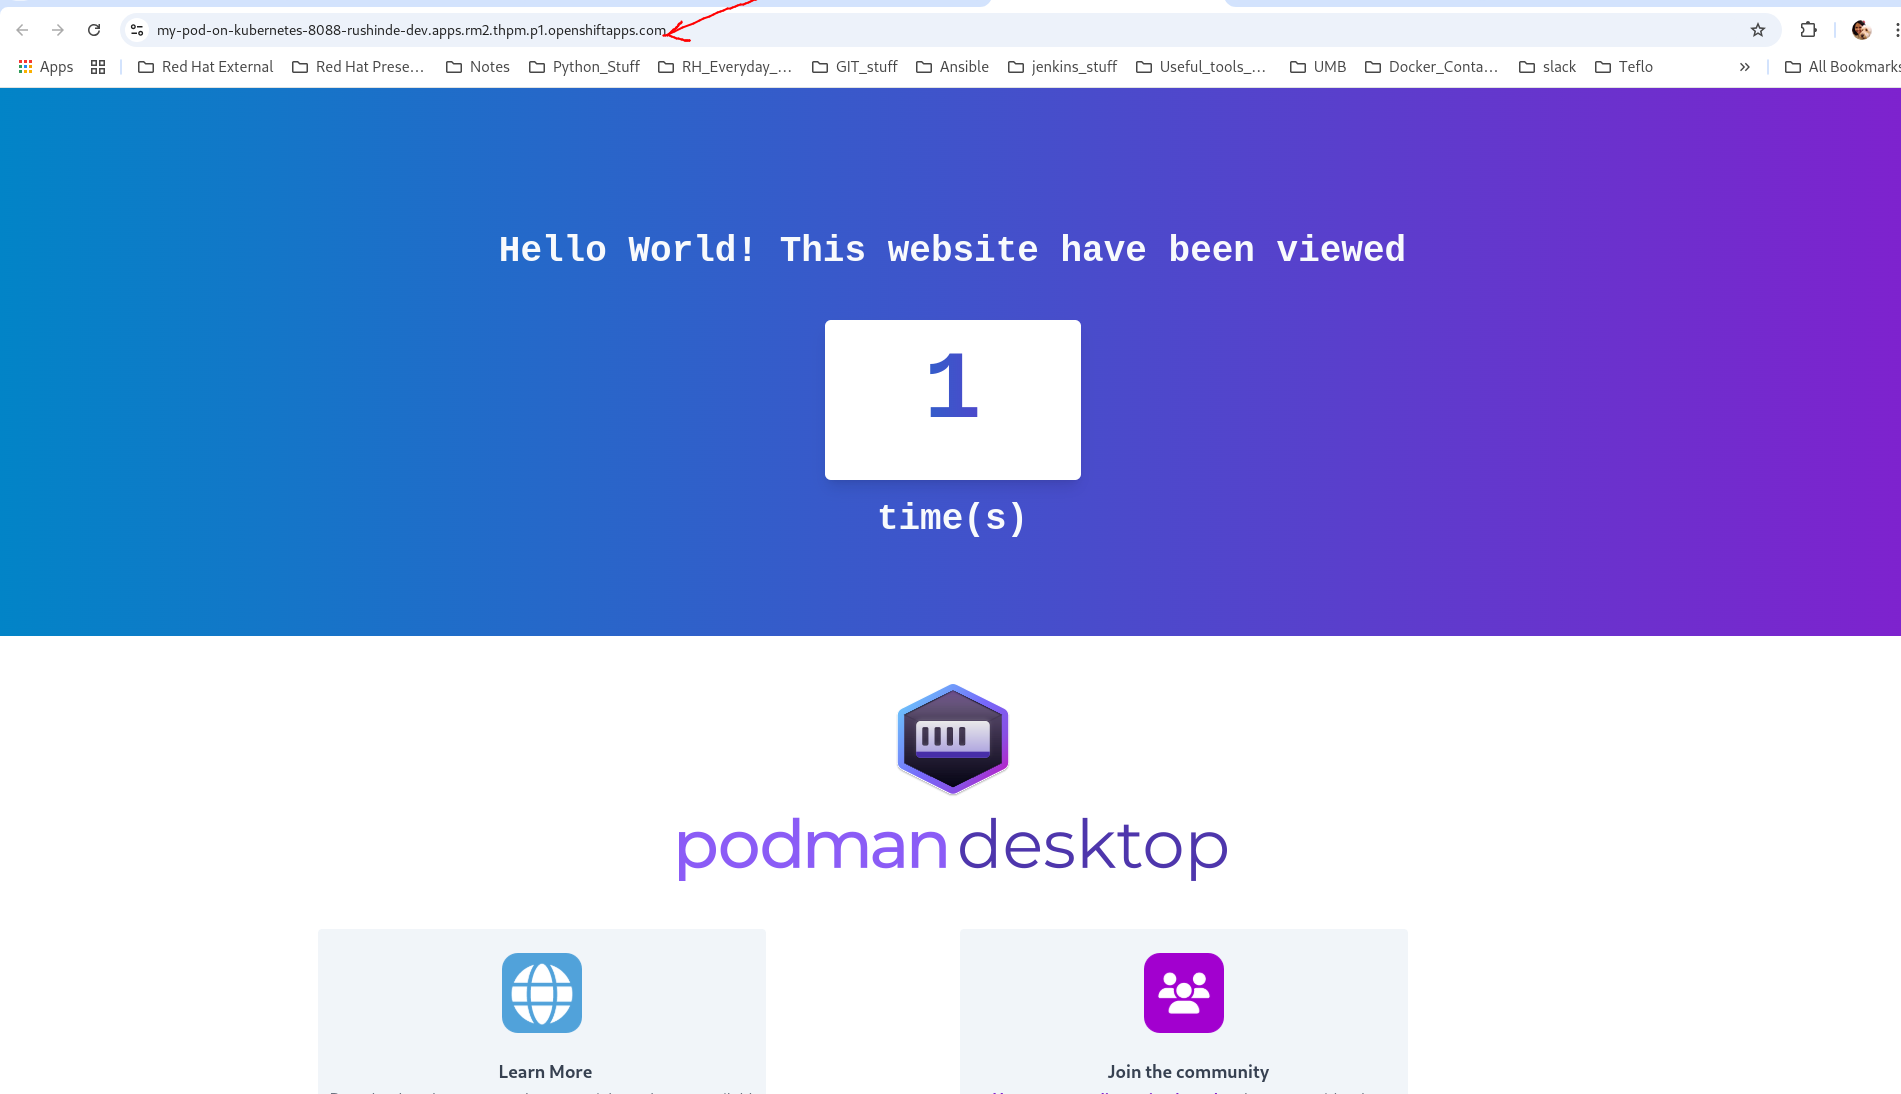 my-pod-on-kubernetes-8088-rushinde-dev.apps.rm2.thpm.p1.openshiftapps.com
Apps Red Hat External Red Hat Prese... Notes Python_Stuff RH_Everyday_... GIT_stuff Ansible jenkins_stuff Useful_tools_... UMB Docker_Conta... slack Teflo » All Bookmarks
Hello World! This website have been viewed
1
time(s)
podman desktop
Learn More
Join the community